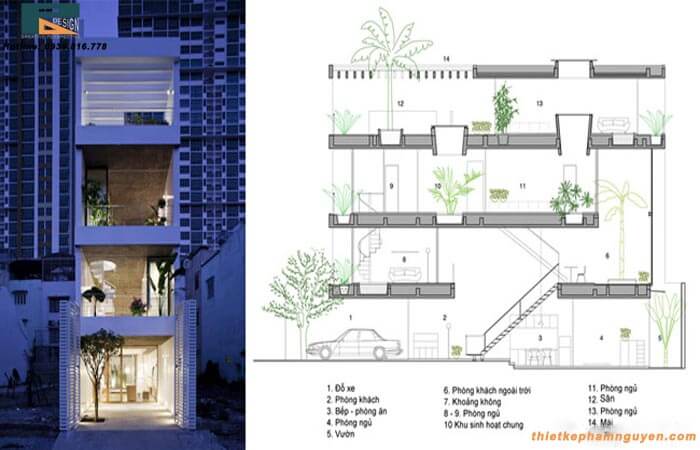 DESIGN
Hotline: 0939.816.778
14
12
13
9
10
11
8
6
1
2
3
4
5
1. Đỗ xe
2. Phòng khách
3. Bếp - phòng ăn
4. Phòng ngủ
5. Vườn
6. Phòng khách ngoài trời
7. Khoảng không
8 - 9. Phòng ngủ
10 Khu sinh hoạt chung
11. Phòng ngủ
12. Sân
13. Phòng ngủ
14. Mái
thietkephamnguyen.com